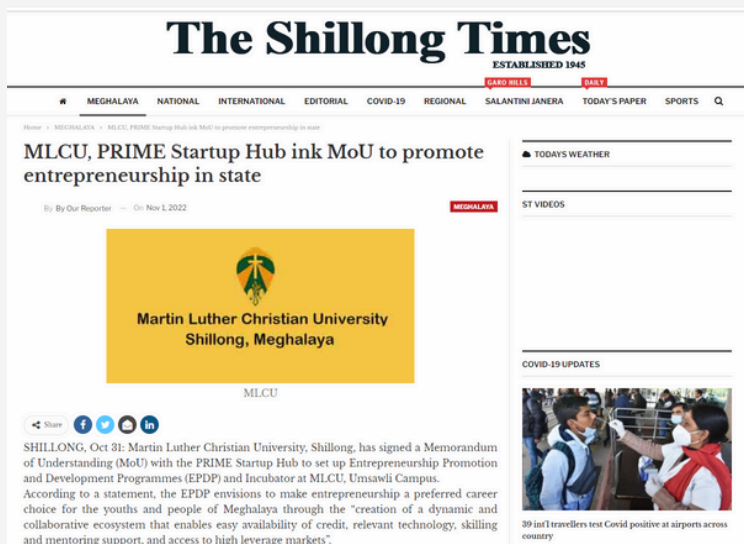 The Shillong Times
ESTABLISHED 1945
GARO HILLS
DAILY
MEGHALAYA NATIONAL INTERNATIONAL EDITORIAL COVID-19 REGIONAL SALANTINI JANERA TODAY'S PAPER SPORTS
Home › MEGHALAYA › MLCU, PRIME Startup Hub ink MoU to promote entrepreneurship in state
MLCU, PRIME Startup Hub ink MoU to promote
entrepreneurship in state
By By Our Reporter — On Nov 1, 2022
MEGHALAYA
Martin Luther Christian University
Shillong, Meghalaya
MLCU
Share
SHILLONG, Oct 31: Martin Luther Christian University, Shillong, has signed a Memorandum
of Understanding (MoU) with the PRIME Startup Hub to set up Entrepreneurship Promotion
and Development Programmes (EPDP) and Incubator at MLCU, Umsawli Campus.
According to a statement, the EPDP envisions to make entrepreneurship a preferred career
choice for the youths and people of Meghalaya through the “creation of a dynamic and
collaborative ecosystem that enables easy availability of credit, relevant technology, skilling
and mentoring support, and access to high leverage markets”.
TODAYS WEATHER
ST VIDEOS
COVID-19 UPDATES
39 int'l travellers test Covid positive at airports across
country